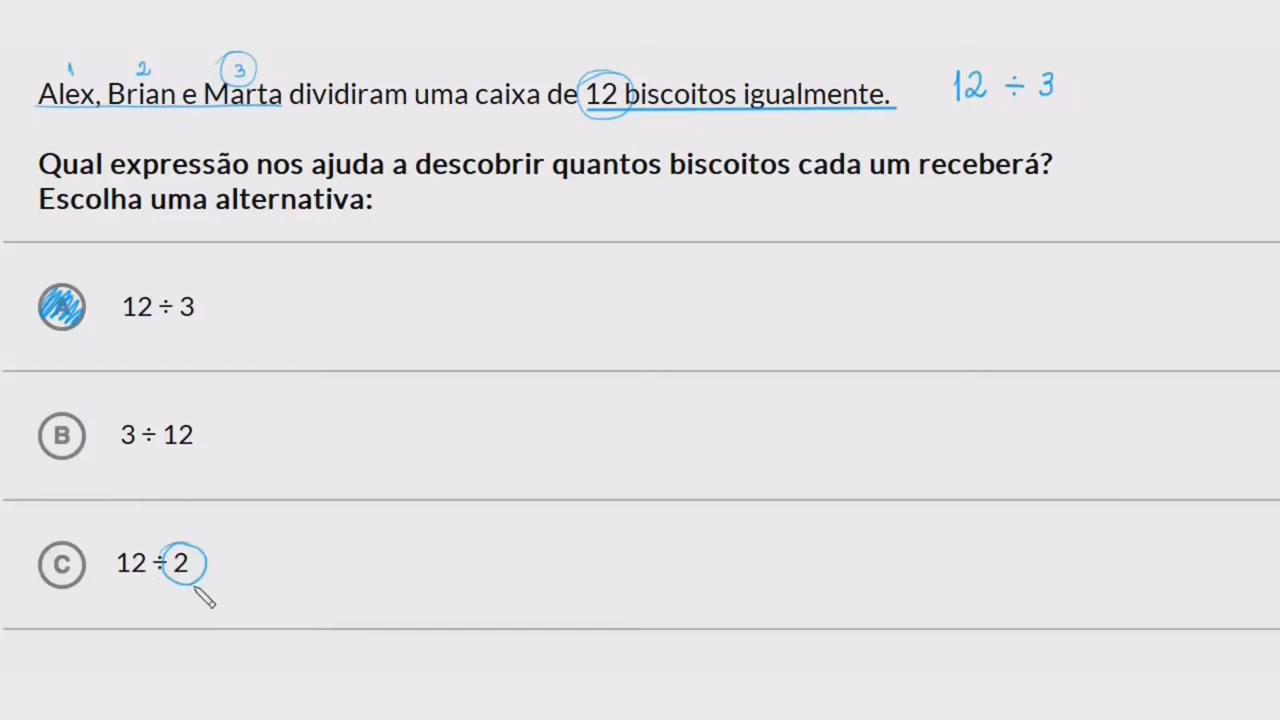 1 2 3
Alex, Brian e Marta dividiram uma caixa de 12 biscoitos igualmente. 12 ÷ 3
Qual expressão nos ajuda a descobrir quantos biscoitos cada um receberá?
Escolha uma alternativa:
A 12 ÷ 3
B 3 ÷ 12
C 12 ÷ 2